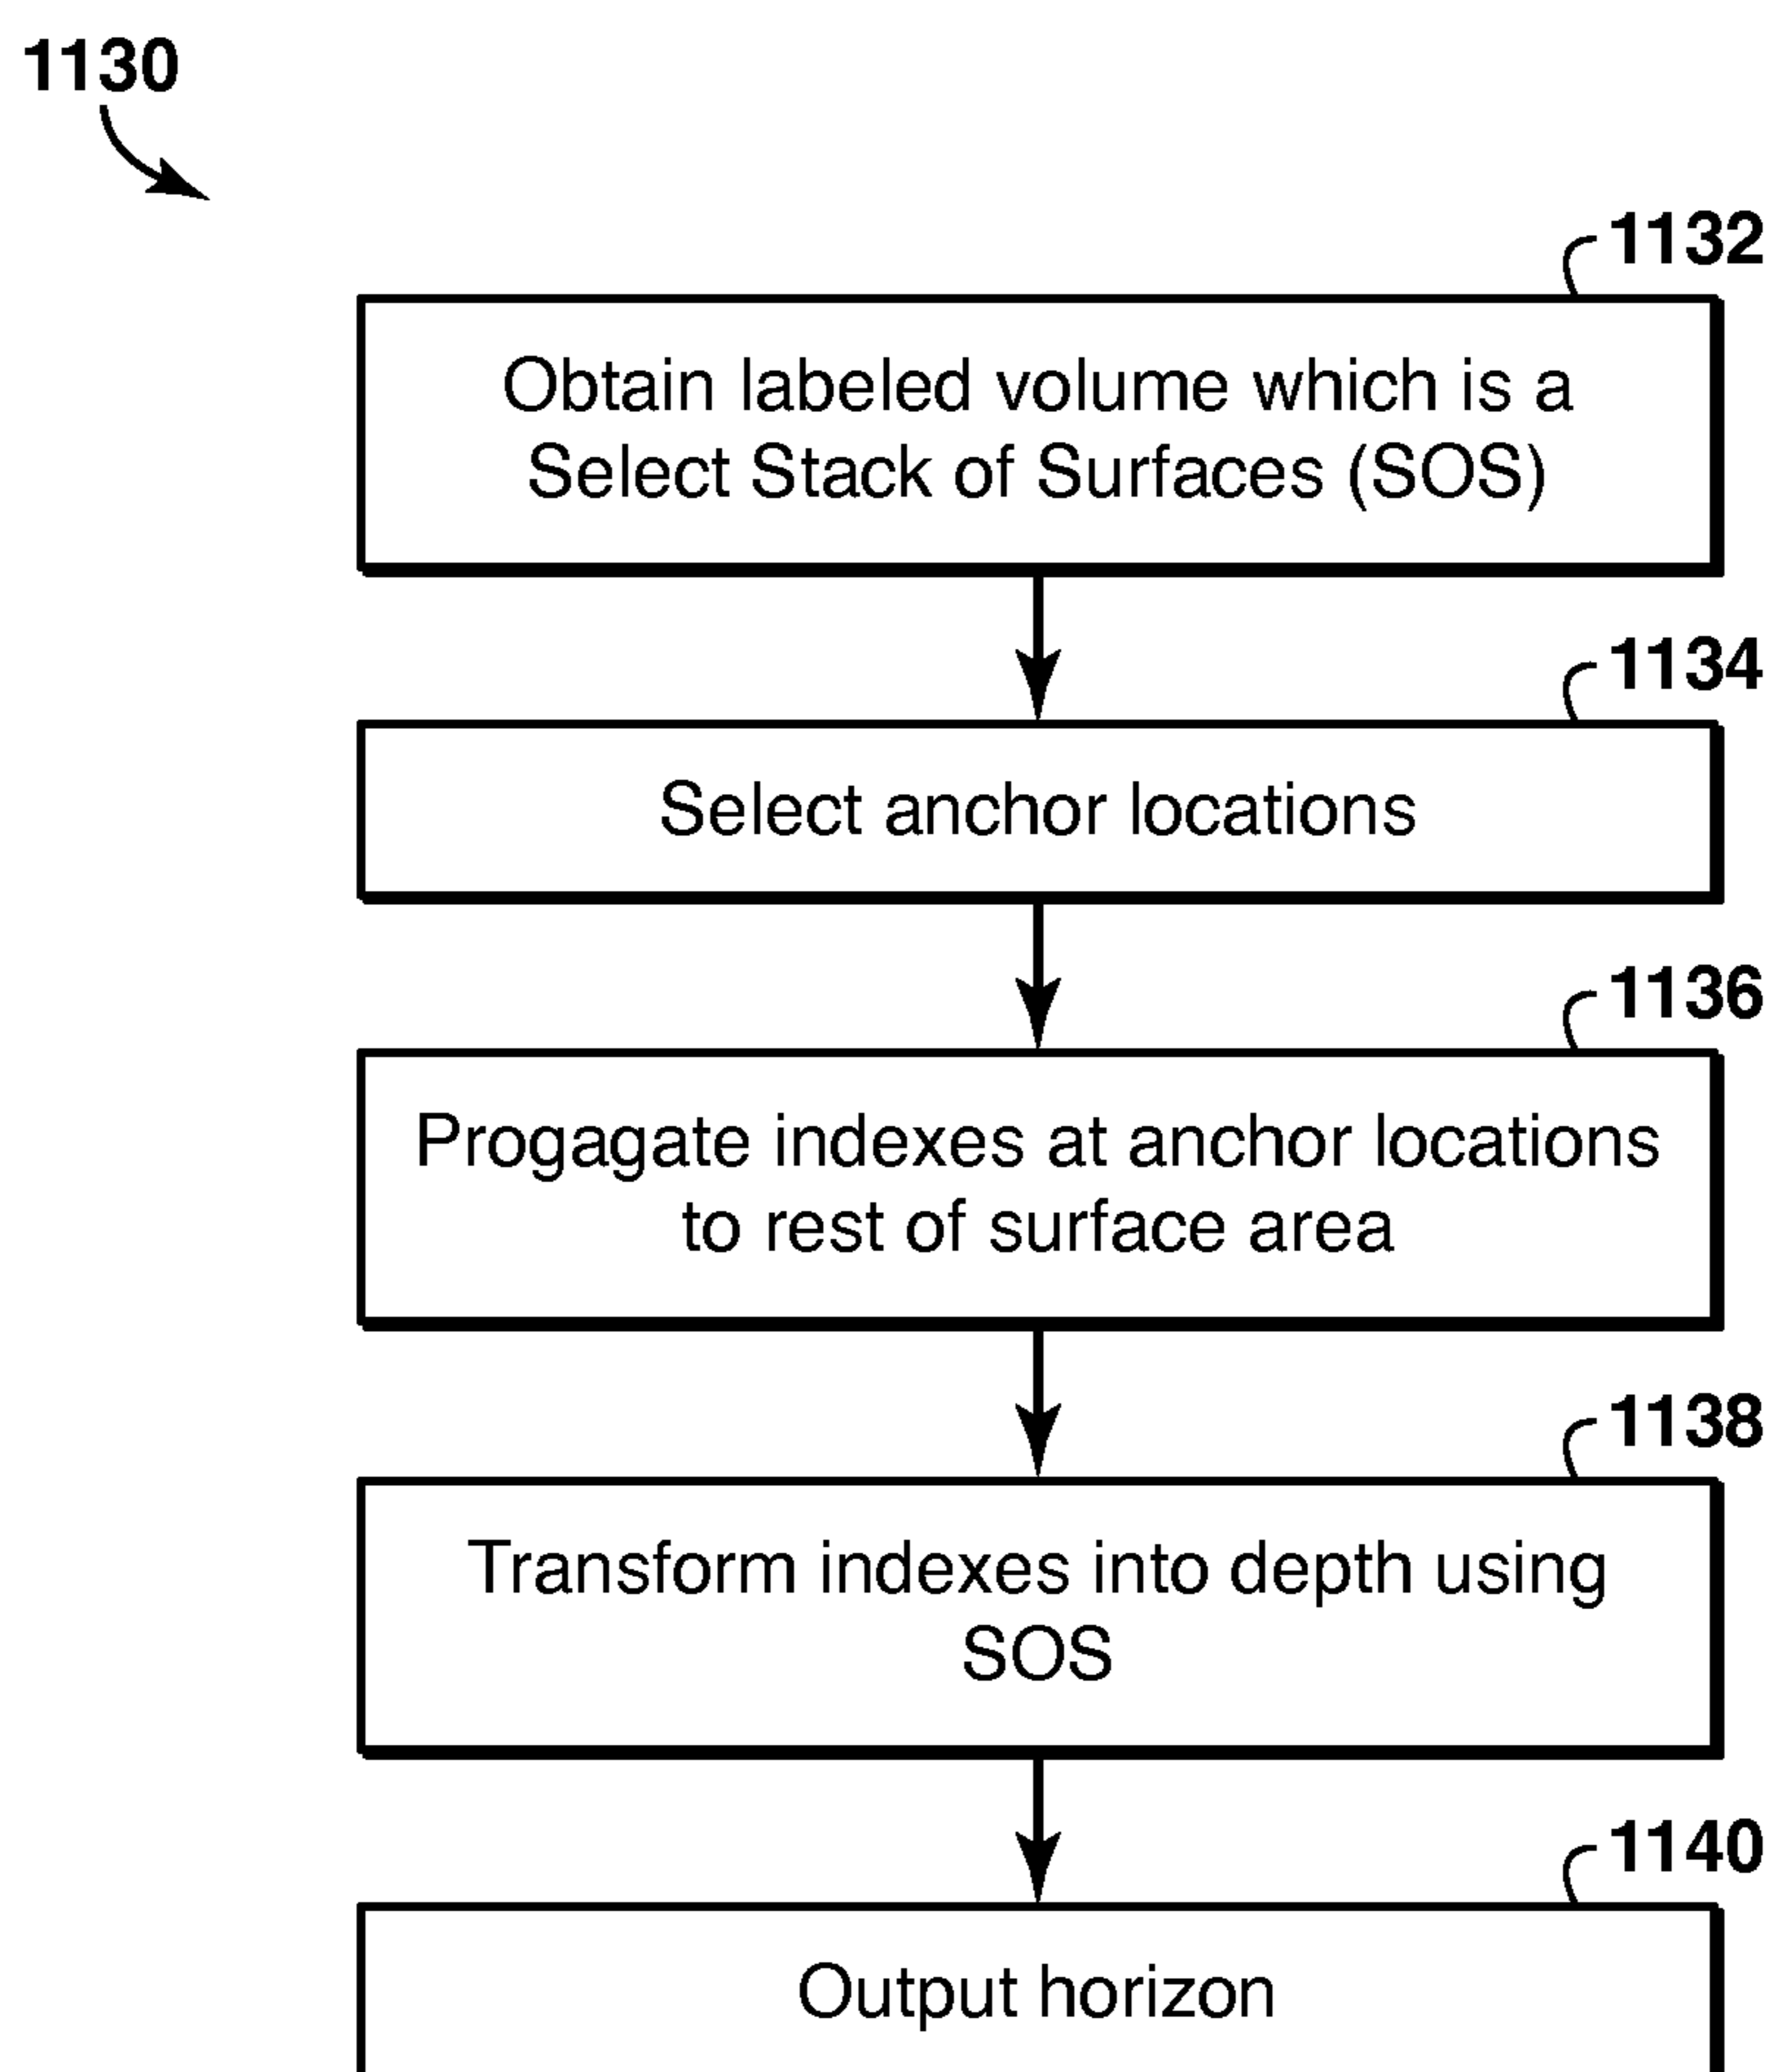 1130
1132
Obtain labeled volume which is a
Select Stack of Surfaces (SOS)
1134
Select anchor locations
1136
Progagate indexes at anchor locations
to rest of surface area
1138
Transform indexes into depth using
SOS
1140
Output horizon